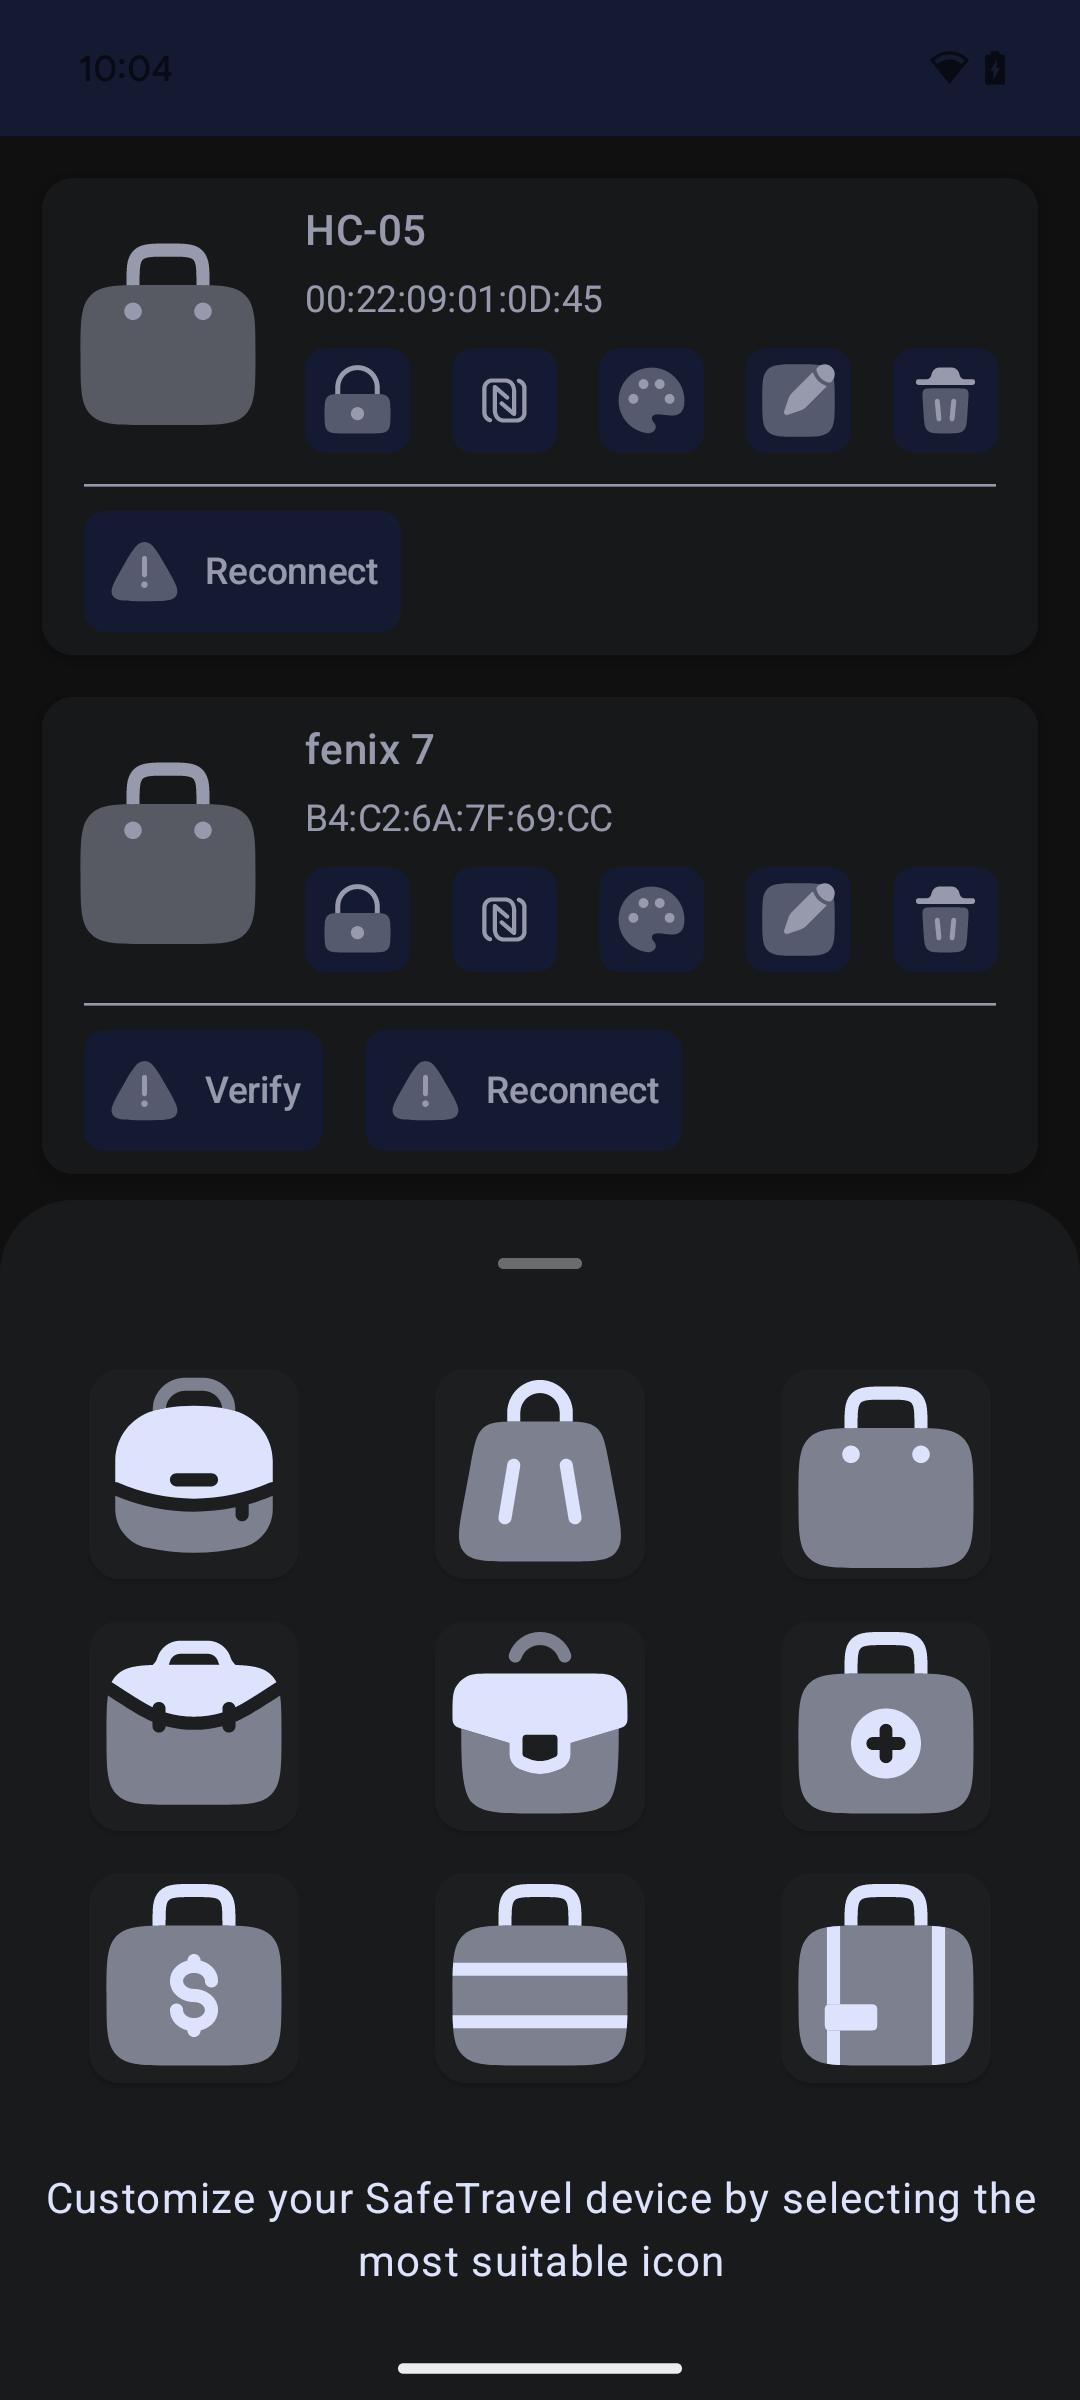 10:04
HC-05
00:22:09:01:0D:45
Reconnect
fenix 7
B4:C2:6A:7F:69:CC
Verify
Reconnect
$
Customize your SafeTravel device by selecting the
most suitable icon